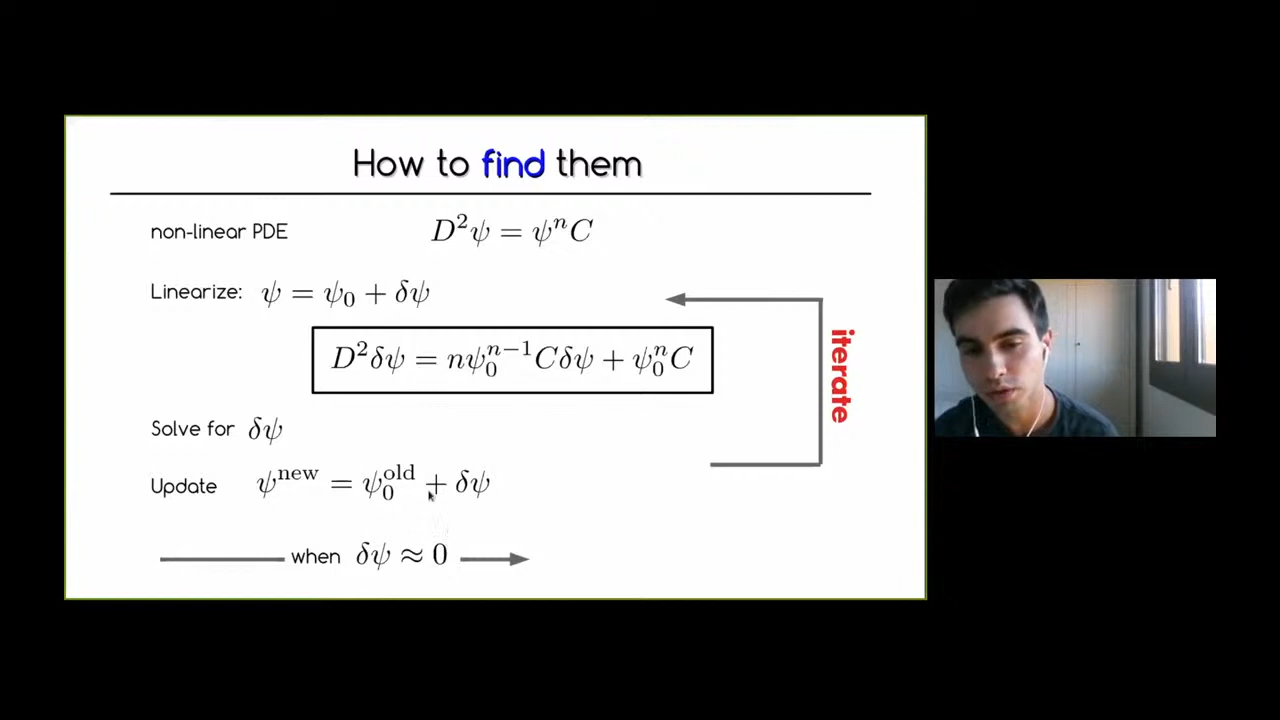 How to find them
non-linear PDE D²ψ = ψⁿC
Linearize: ψ = ψ₀ + δψ
D²δψ = nψ₀ⁿ⁻¹Cδψ + ψ₀ⁿC
iterate
Solve for δψ
Update ψⁿᵉʷ = ψ₀ᵒˡᵈ + δψ
when δψ ≈ 0